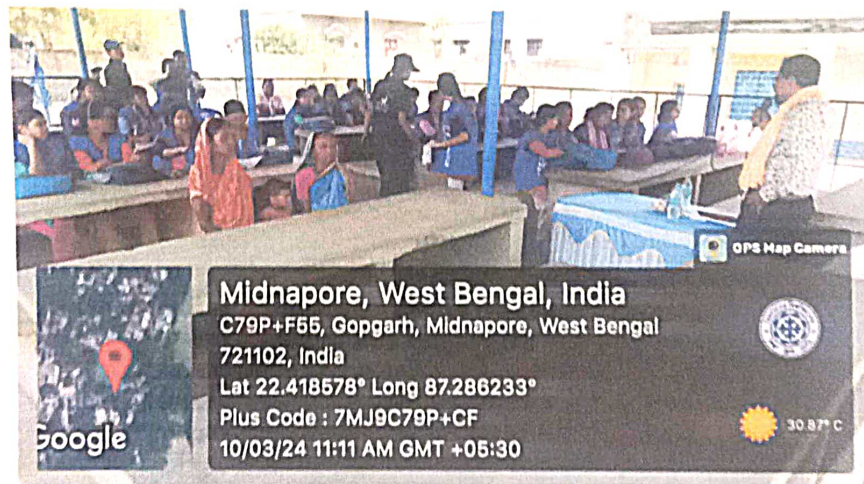 GPS Map Camera
Midnapore, West Bengal, India
C79P+F55, Gopgarh, Midnapore, West Bengal
721102, India
Lat 22.418578° Long 87.286233°
Plus Code : 7MJ9C79P+CF
10/03/24 11:11 AM GMT +05:30
30.87° C
Google